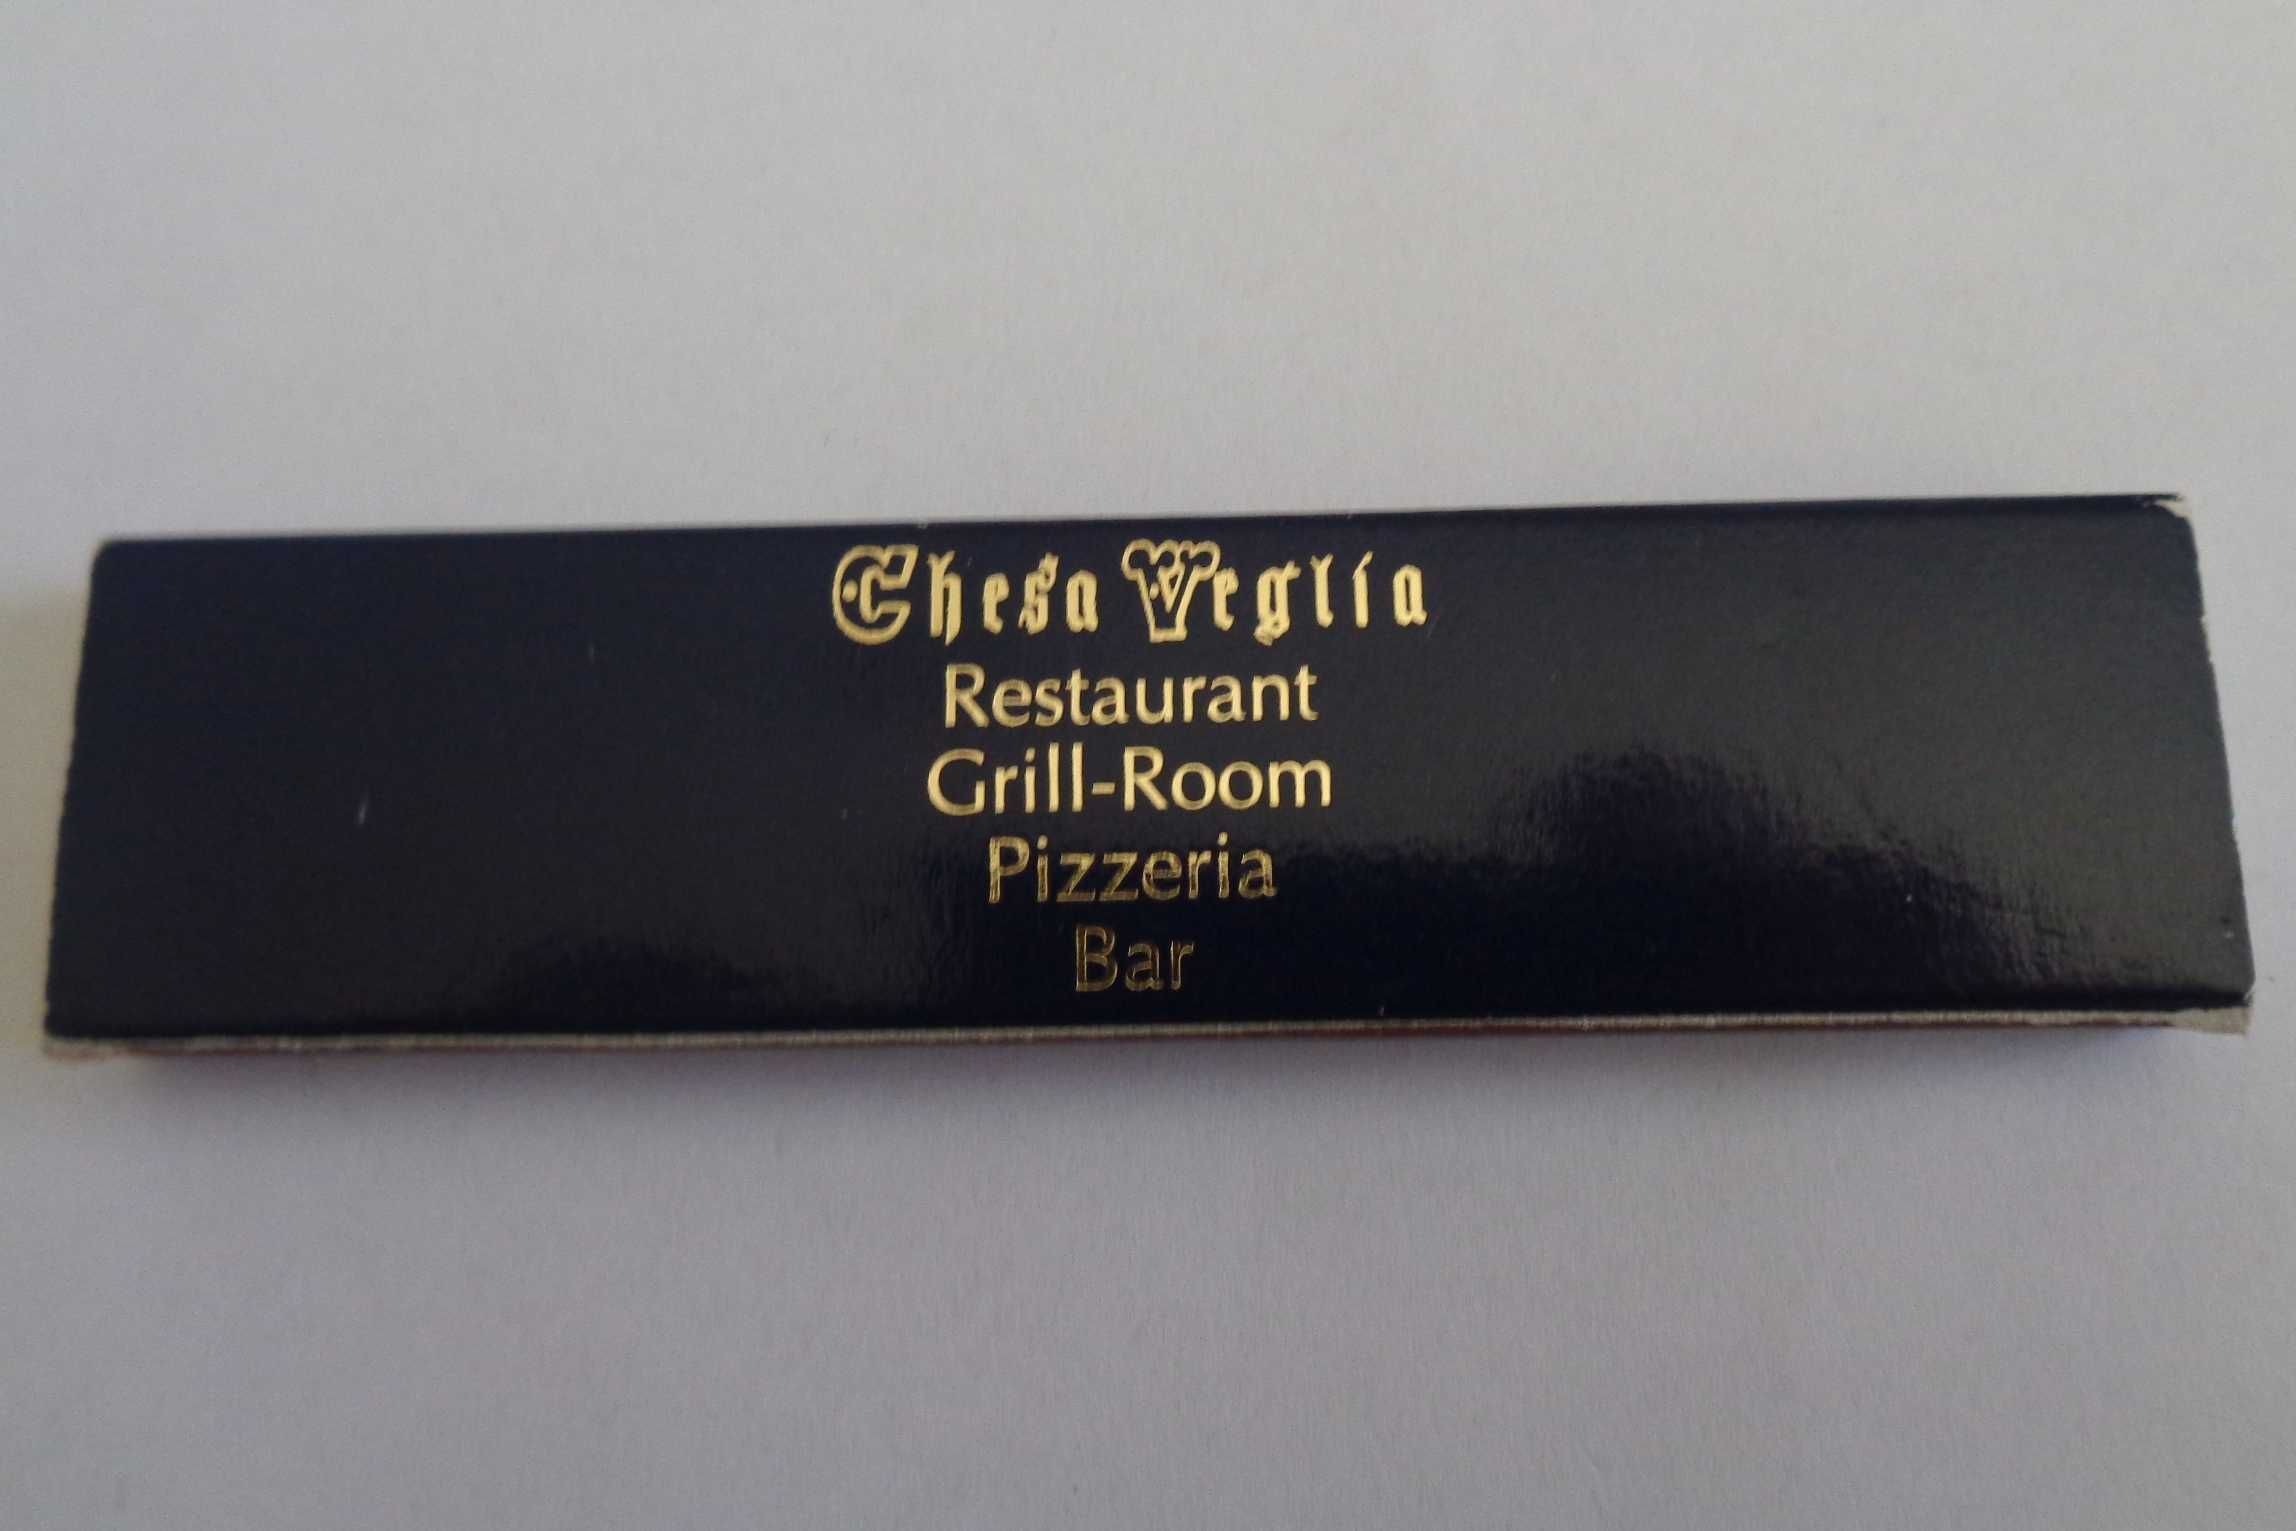 Chesa Veglia
Restaurant
Grill-Room
Pizzeria
Bar